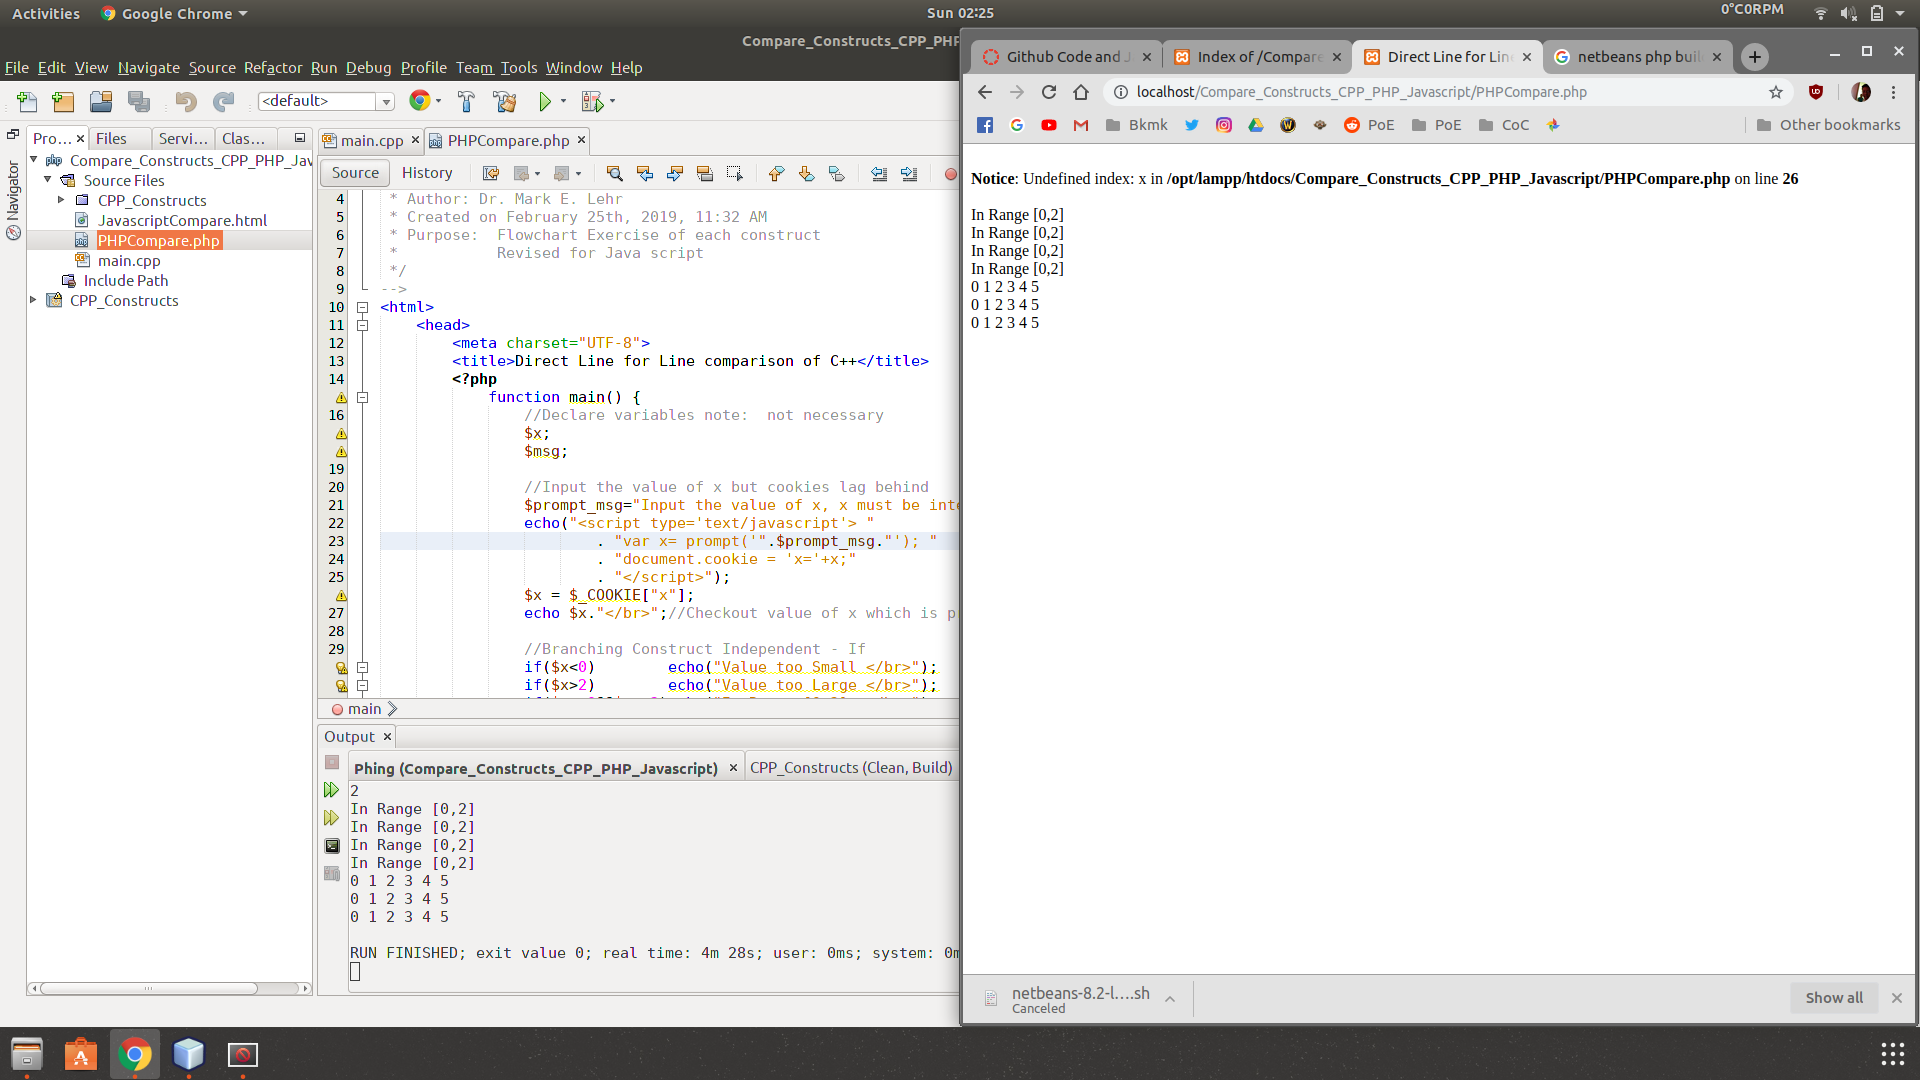 Activities
Google Chrome
Sun 02:25
0°C0RPM
Compare_Constructs_CPP_PHP
File Edit View Navigate Source Refactor Run Debug Profile Team Tools Window Help
<default>
Pro... Files Servi... Clas...
Navigator
Compare_Constructs_CPP_PHP_Jav
Source Files
CPP_Constructs
JavascriptCompare.html
PHPCompare.php
main.cpp
Include Path
CPP_Constructs
main.cpp PHPCompare.php
Source History
4 * Author: Dr. Mark E. Lehr
5 * Created on February 25th, 2019, 11:32 AM
6 * Purpose:  Flowchart Exercise of each construct
7 *           Revised for Java script
8 */
9 -->
10 <html>
11 <head>
12 <meta charset="UTF-8">
13 <title>Direct Line for Line comparison of C++</title>
14 <?php
function main() {
16 //Declare variables note:  not necessary
$x;
$msg;
19
20 //Input the value of x but cookies lag behind
21 $prompt_msg="Input the value of x, x must be inte
22 echo("<script type='text/javascript'> "
23 . "var x= prompt('".$prompt_msg."'); "
24 . "document.cookie = 'x='+x;"
25 . "</script>");
$x = $_COOKIE["x"];
27 echo $x."</br>";//Checkout value of x which is p
28
29 //Branching Construct Independent - If
if($x<0)        echo("Value too Small </br>");
if($x>2)        echo("Value too Large </br>");
main
Output
Phing (Compare_Constructs_CPP_PHP_Javascript) CPP_Constructs (Clean, Build)
2
In Range [0,2]
In Range [0,2]
In Range [0,2]
In Range [0,2]
0 1 2 3 4 5
0 1 2 3 4 5
0 1 2 3 4 5
RUN FINISHED; exit value 0; real time: 4m 28s; user: 0ms; system: 0m
Github Code and J Index of /Compare Direct Line for Lin netbeans php buil
localhost/Compare_Constructs_CPP_PHP_Javascript/PHPCompare.php
Bkmk PoE PoE CoC Other bookmarks
Notice: Undefined index: x in /opt/lampp/htdocs/Compare_Constructs_CPP_PHP_Javascript/PHPCompare.php on line 26
In Range [0,2]
In Range [0,2]
In Range [0,2]
In Range [0,2]
0 1 2 3 4 5
0 1 2 3 4 5
0 1 2 3 4 5
netbeans-8.2-l....sh
Canceled
Show all